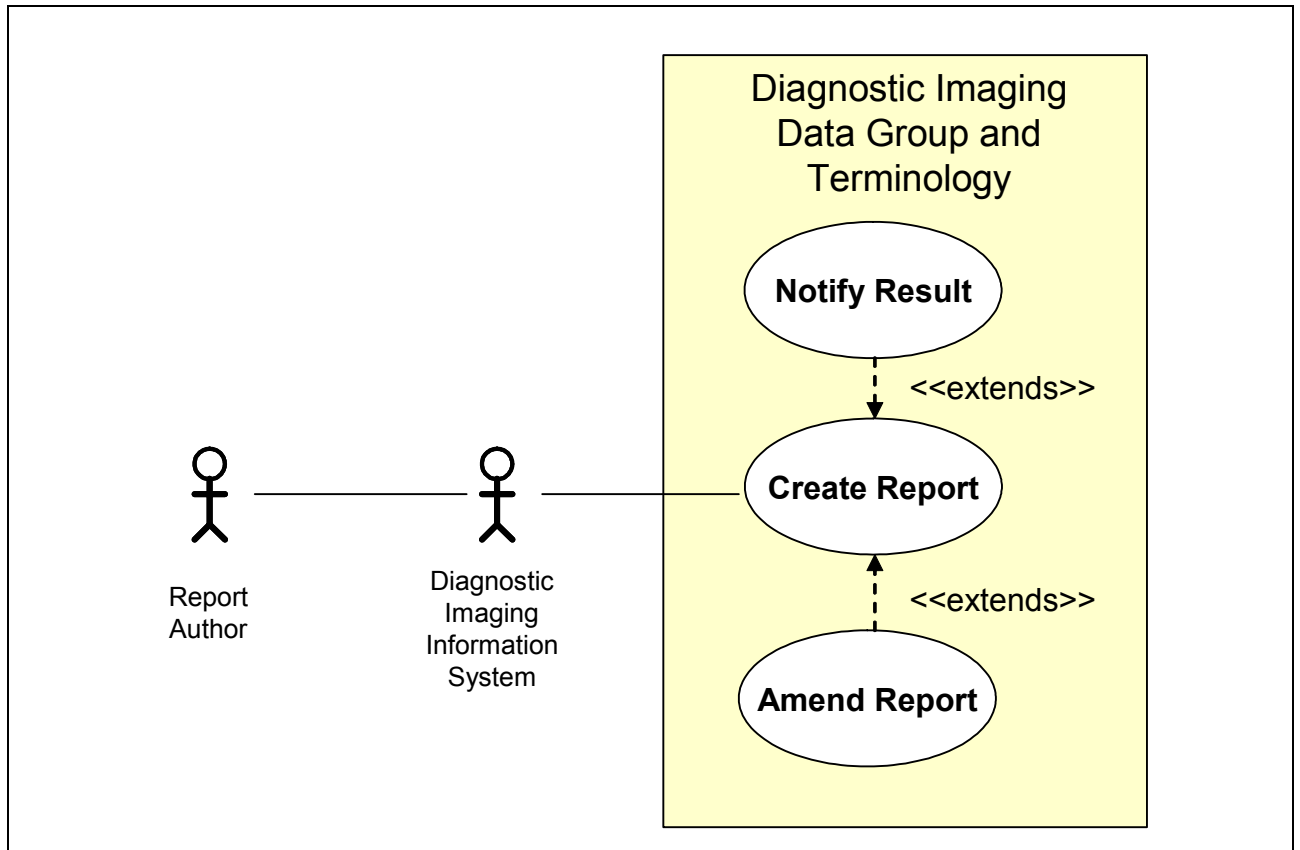 Diagnostic Imaging
Data Group and
Terminology
Notify Result
<<extends>>
Create Report
<<extends>>
Amend Report
Report
Author
Diagnostic
Imaging
Information
System